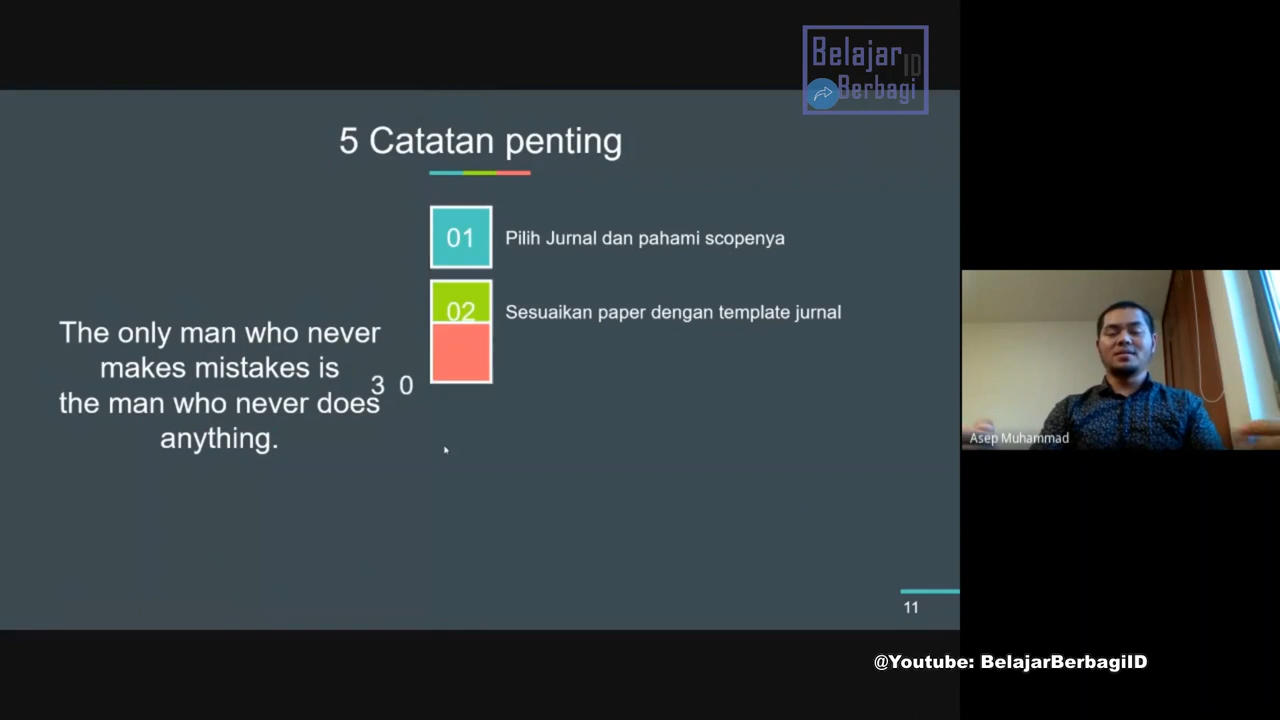 Belajar
ID
Berbagi
5 Catatan penting
01
Pilih Jurnal dan pahami scopenya
02
Sesuaikan paper dengan template jurnal
The only man who never
makes mistakes is
the man who never does
anything.
3 0
Asep Muhammad
11
@Youtube: BelajarBerbagiID